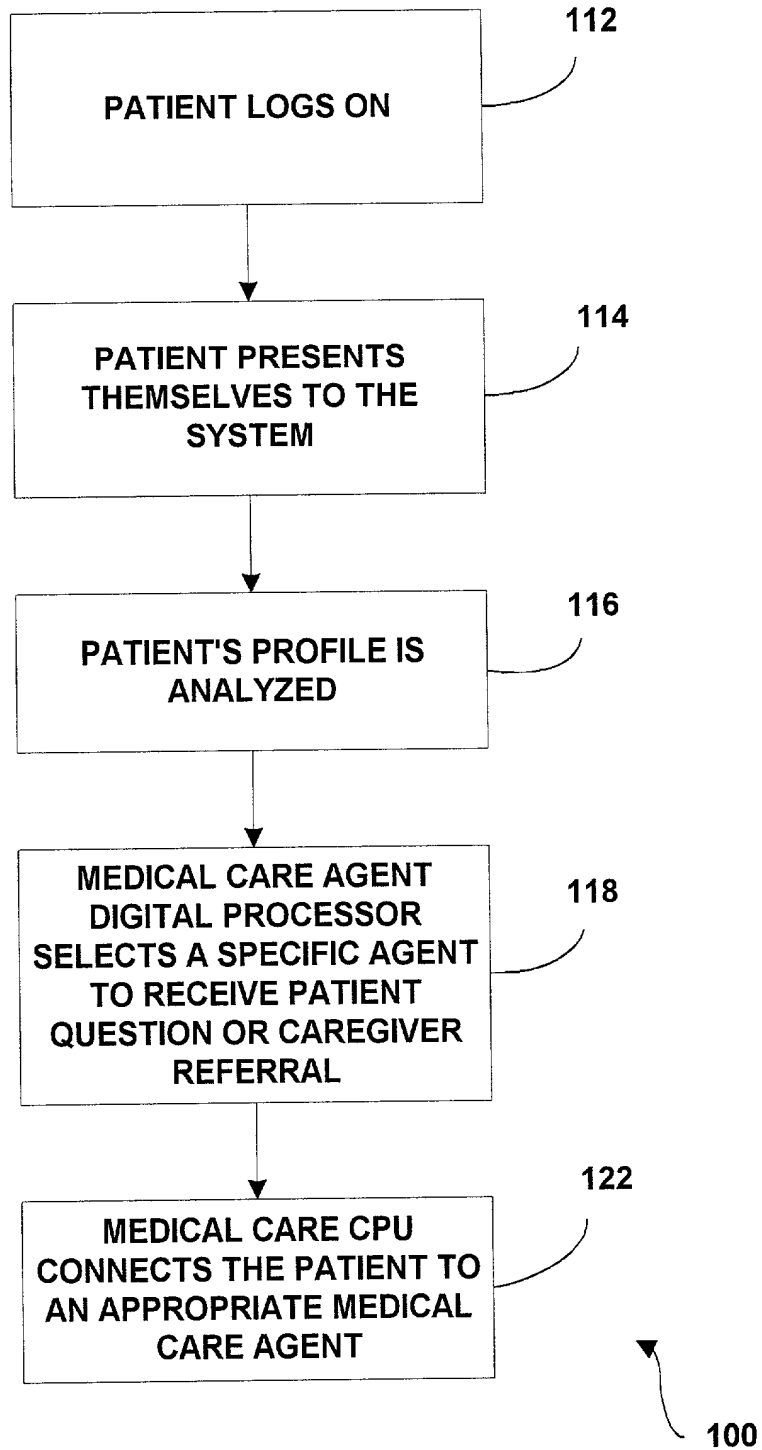 112
PATIENT LOGS ON
114
PATIENT PRESENTS
THEMSELVES TO THE
SYSTEM
116
PATIENT'S PROFILE IS
ANALYZED
118
MEDICAL CARE AGENT
DIGITAL PROCESSOR
SELECTS A SPECIFIC AGENT
TO RECEIVE PATIENT
QUESTION OR CAREGIVER
REFERRAL
122
MEDICAL CARE CPU
CONNECTS THE PATIENT TO
AN APPROPRIATE MEDICAL
CARE AGENT
100